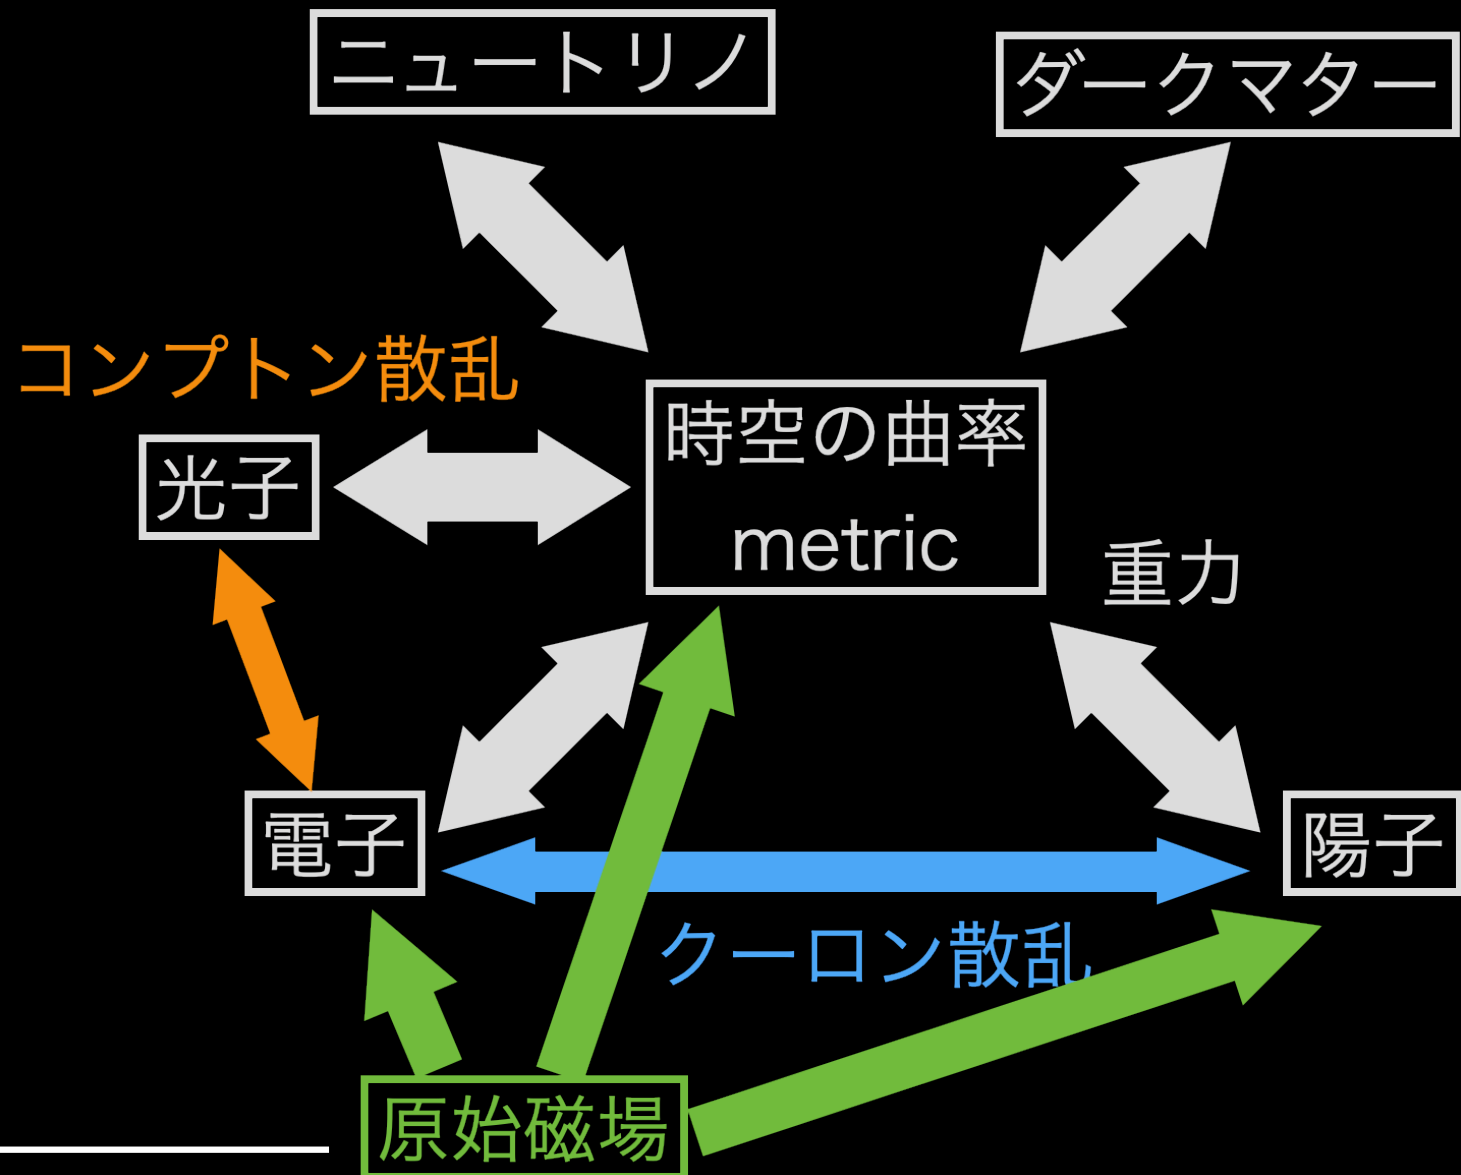 ニュートリノ
ダークマター
コンプトン散乱
光子
時空の曲率
metric
重力
電子
陽子
クーロン散乱
原始磁場